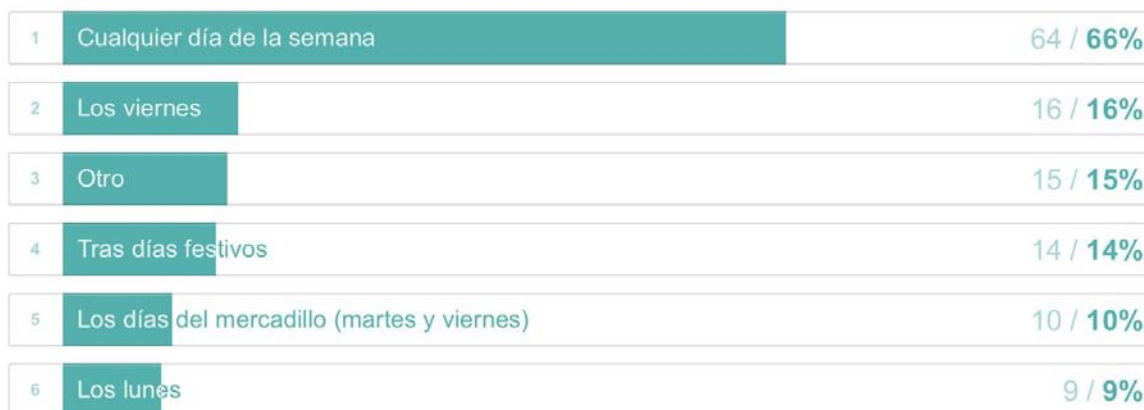 1 Cualquier día de la semana 64 / 66%
2 Los viernes 16 / 16%
3 Otro 15 / 15%
4 Tras días festivos 14 / 14%
5 Los días del mercadillo (martes y viernes) 10 / 10%
6 Los lunes 9 / 9%